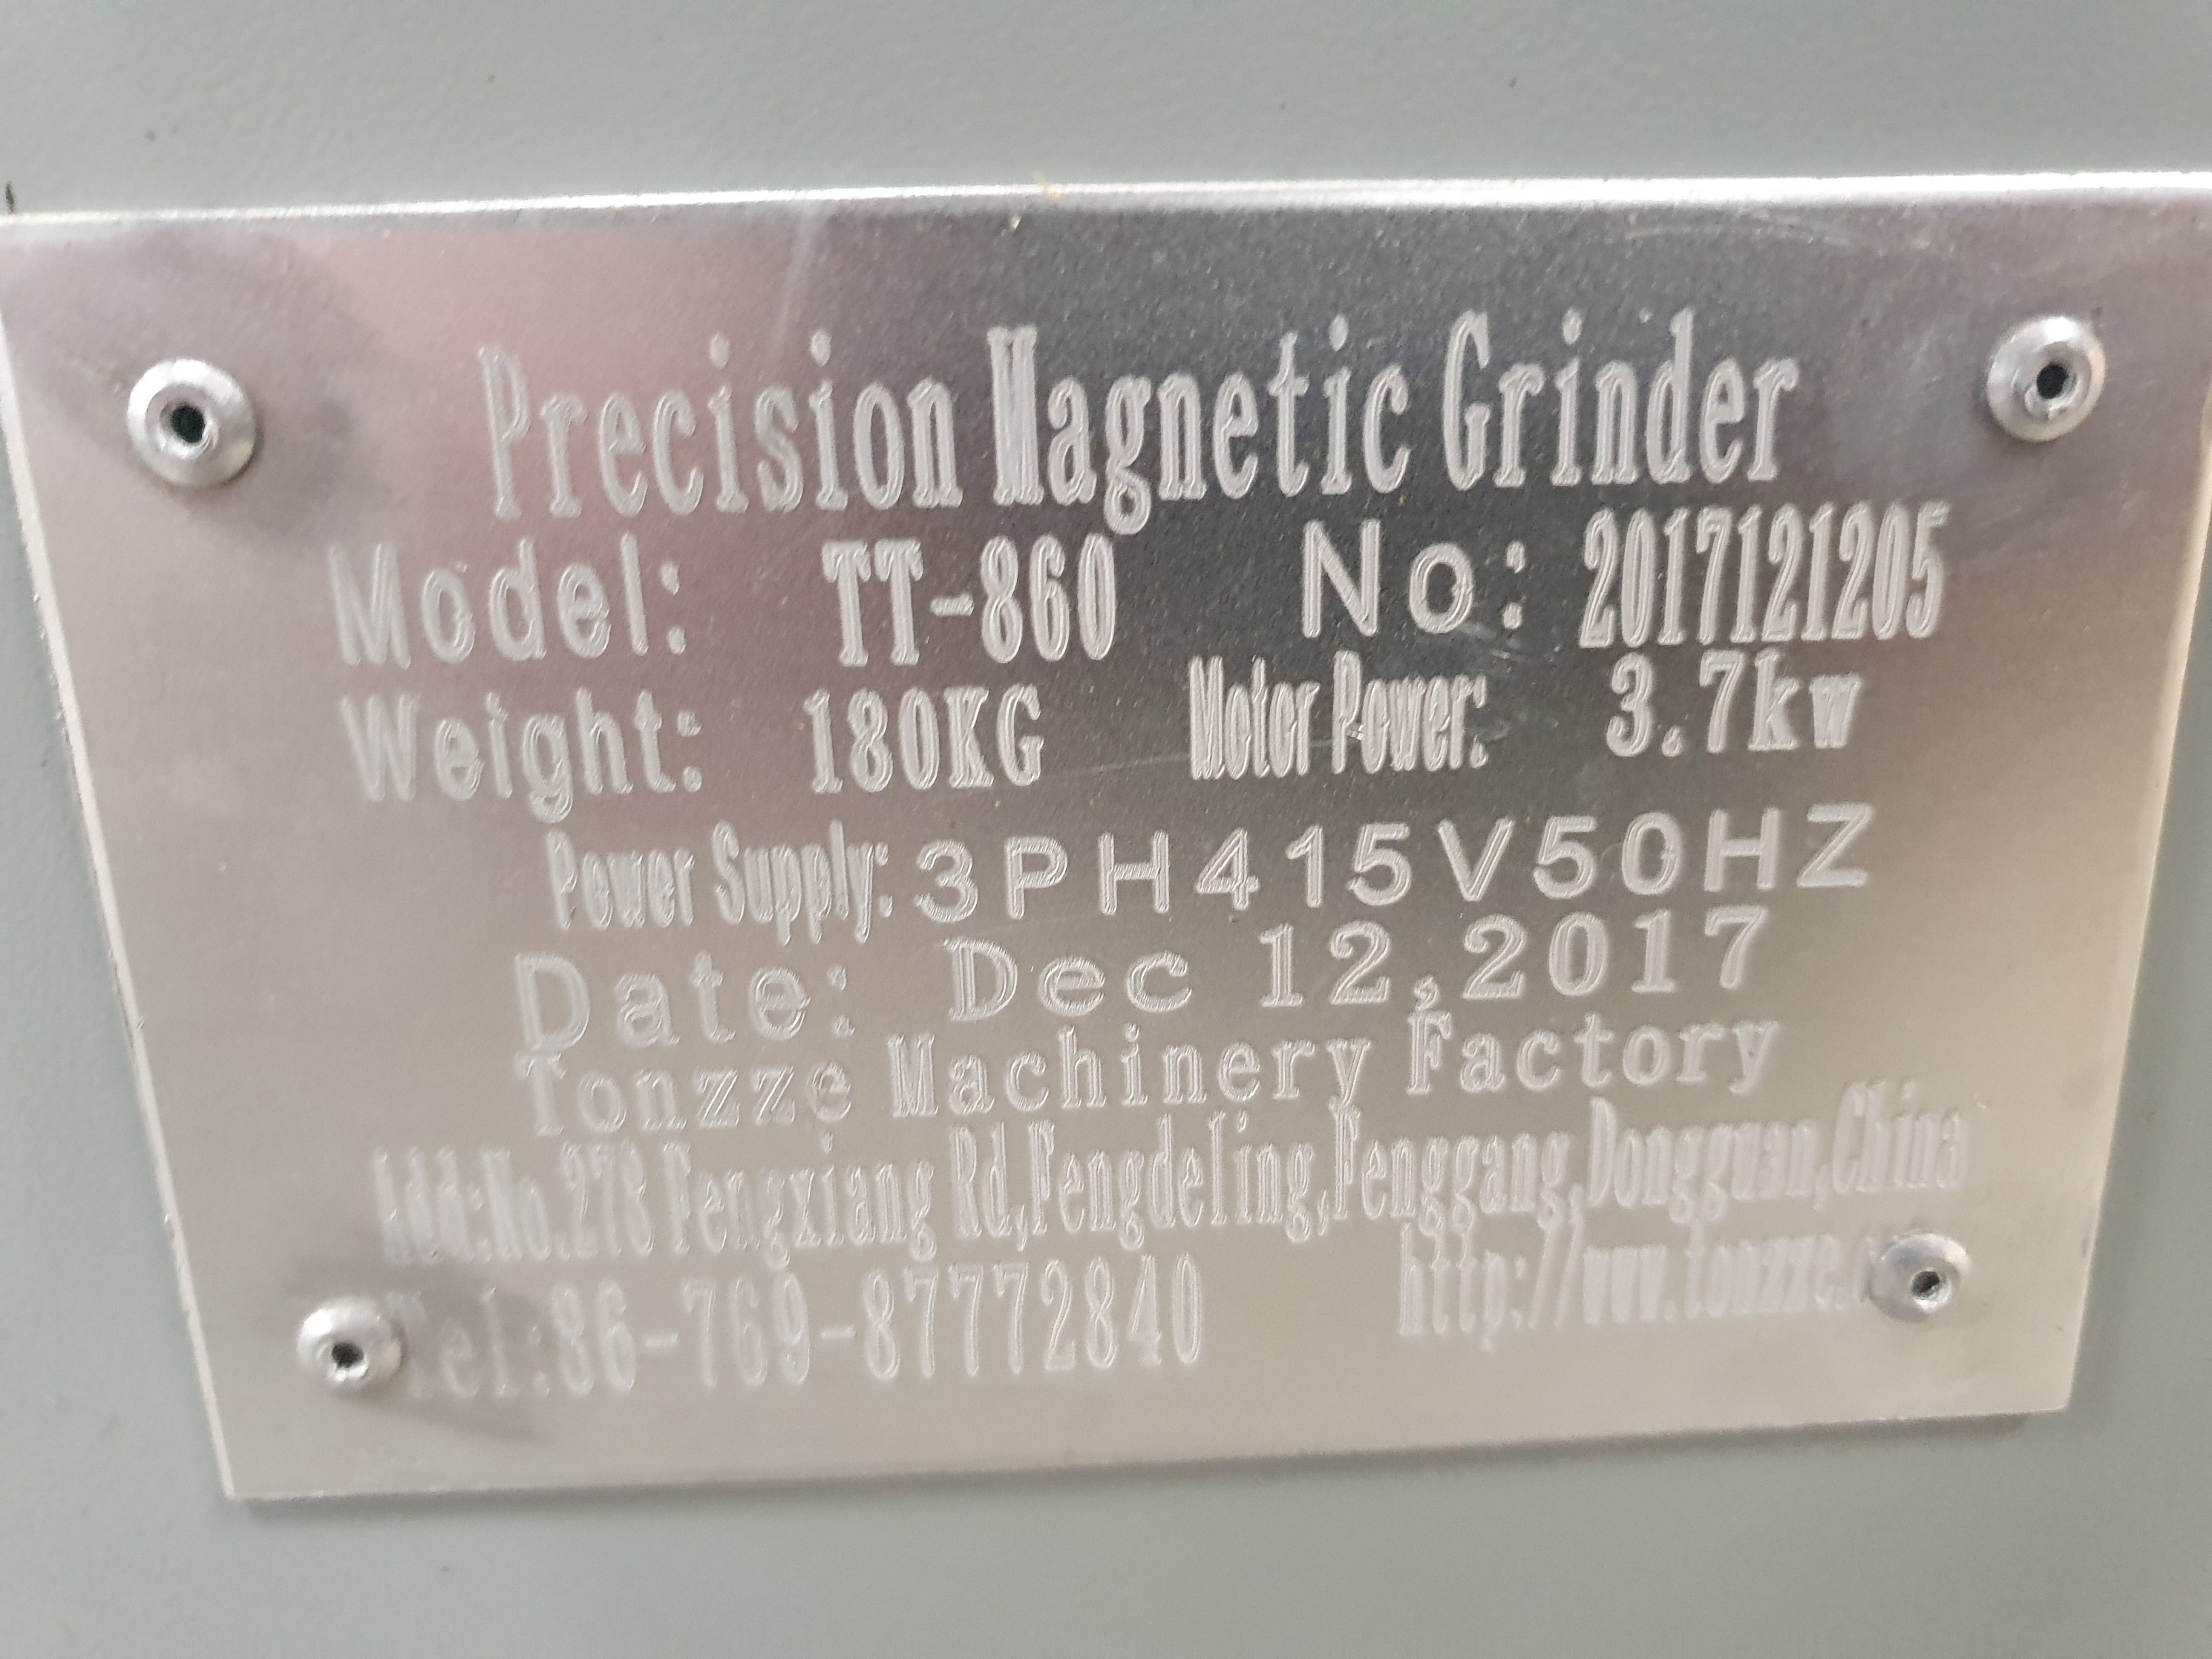 Precision Magnetic Grinder
Model: TT-860 No: 2017121205
Weight: 180KG Motor Power: 3.7kw
Power Supply: 3PH415V50HZ
Date: Dec 12,2017
Tonzze Machinery Factory
Add:No.278 Fengxiang Rd,Fengdeling,Fenggang,Dongguan,China
Tel:86-769-87772840 http://www.tonzze.c